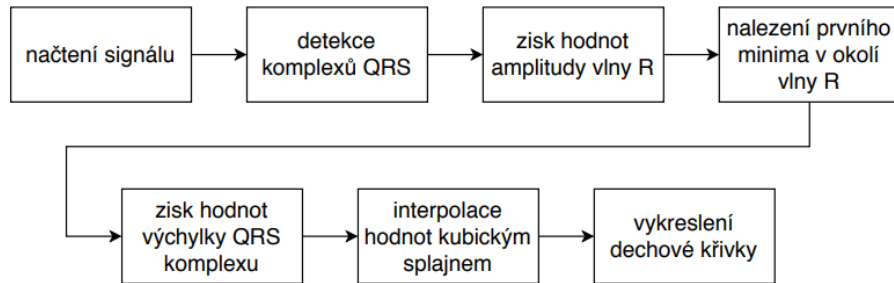 načtení signálu
detekce
komplexů QRS
zisk hodnot
amplitudy vlny R
nalezení prvního
minima v okolí
vlny R
zisk hodnot
výchylky QRS
komplexu
interpolace
hodnot kubickým
splajnem
vykreslení
dechové křivky